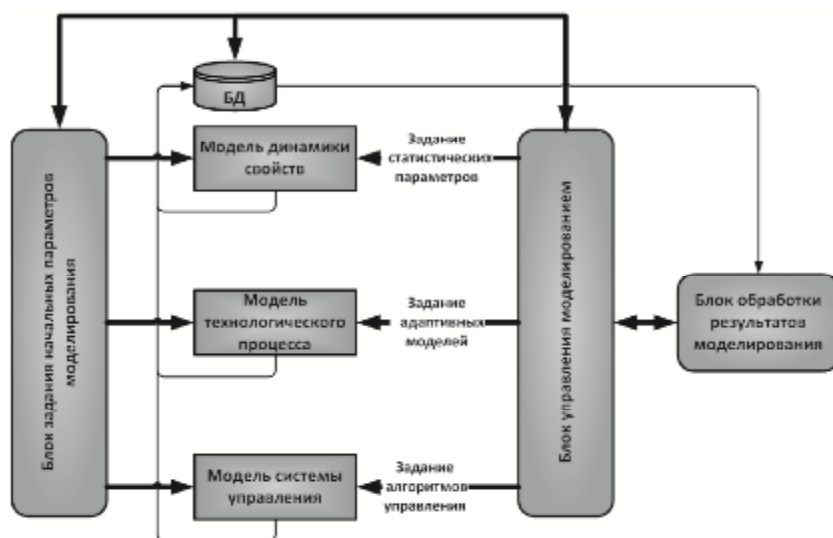 БД
Блок задания начальных параметров
моделирования
Модель динамики
свойств
Задание
статистических
параметров
Модель
технологического
процесса
Задание
адаптивных
моделей
Модель системы
управления
Задание
алгоритмов
управления
Блок управления моделированием
Блок обработки
результатов
моделирования